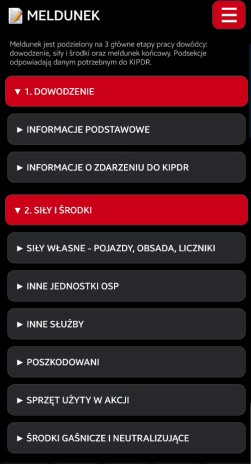 📝 MELDUNEK
Meldunek jest podzielony na 3 główne etapy pracy dowódcy:
dowodzenie, siły i środki oraz meldunek końcowy. Podsekcje
odpowiadają danym potrzebnym do KIPDR.
▼ 1. DOWODZENIE
► INFORMACJE PODSTAWOWE
► INFORMACJE O ZDARZENIU DO KIPDR
▼ 2. SIŁY I ŚRODKI
► SIŁY WŁASNE - POJAZDY, OBSADA, LICZNIKI
► INNE JEDNOSTKI OSP
► INNE SŁUŻBY
► POSZKODOWANI
► SPRZĘT UŻYTY W AKCJI
► ŚRODKI GAŚNICZE I NEUTRALIZUJĄCE